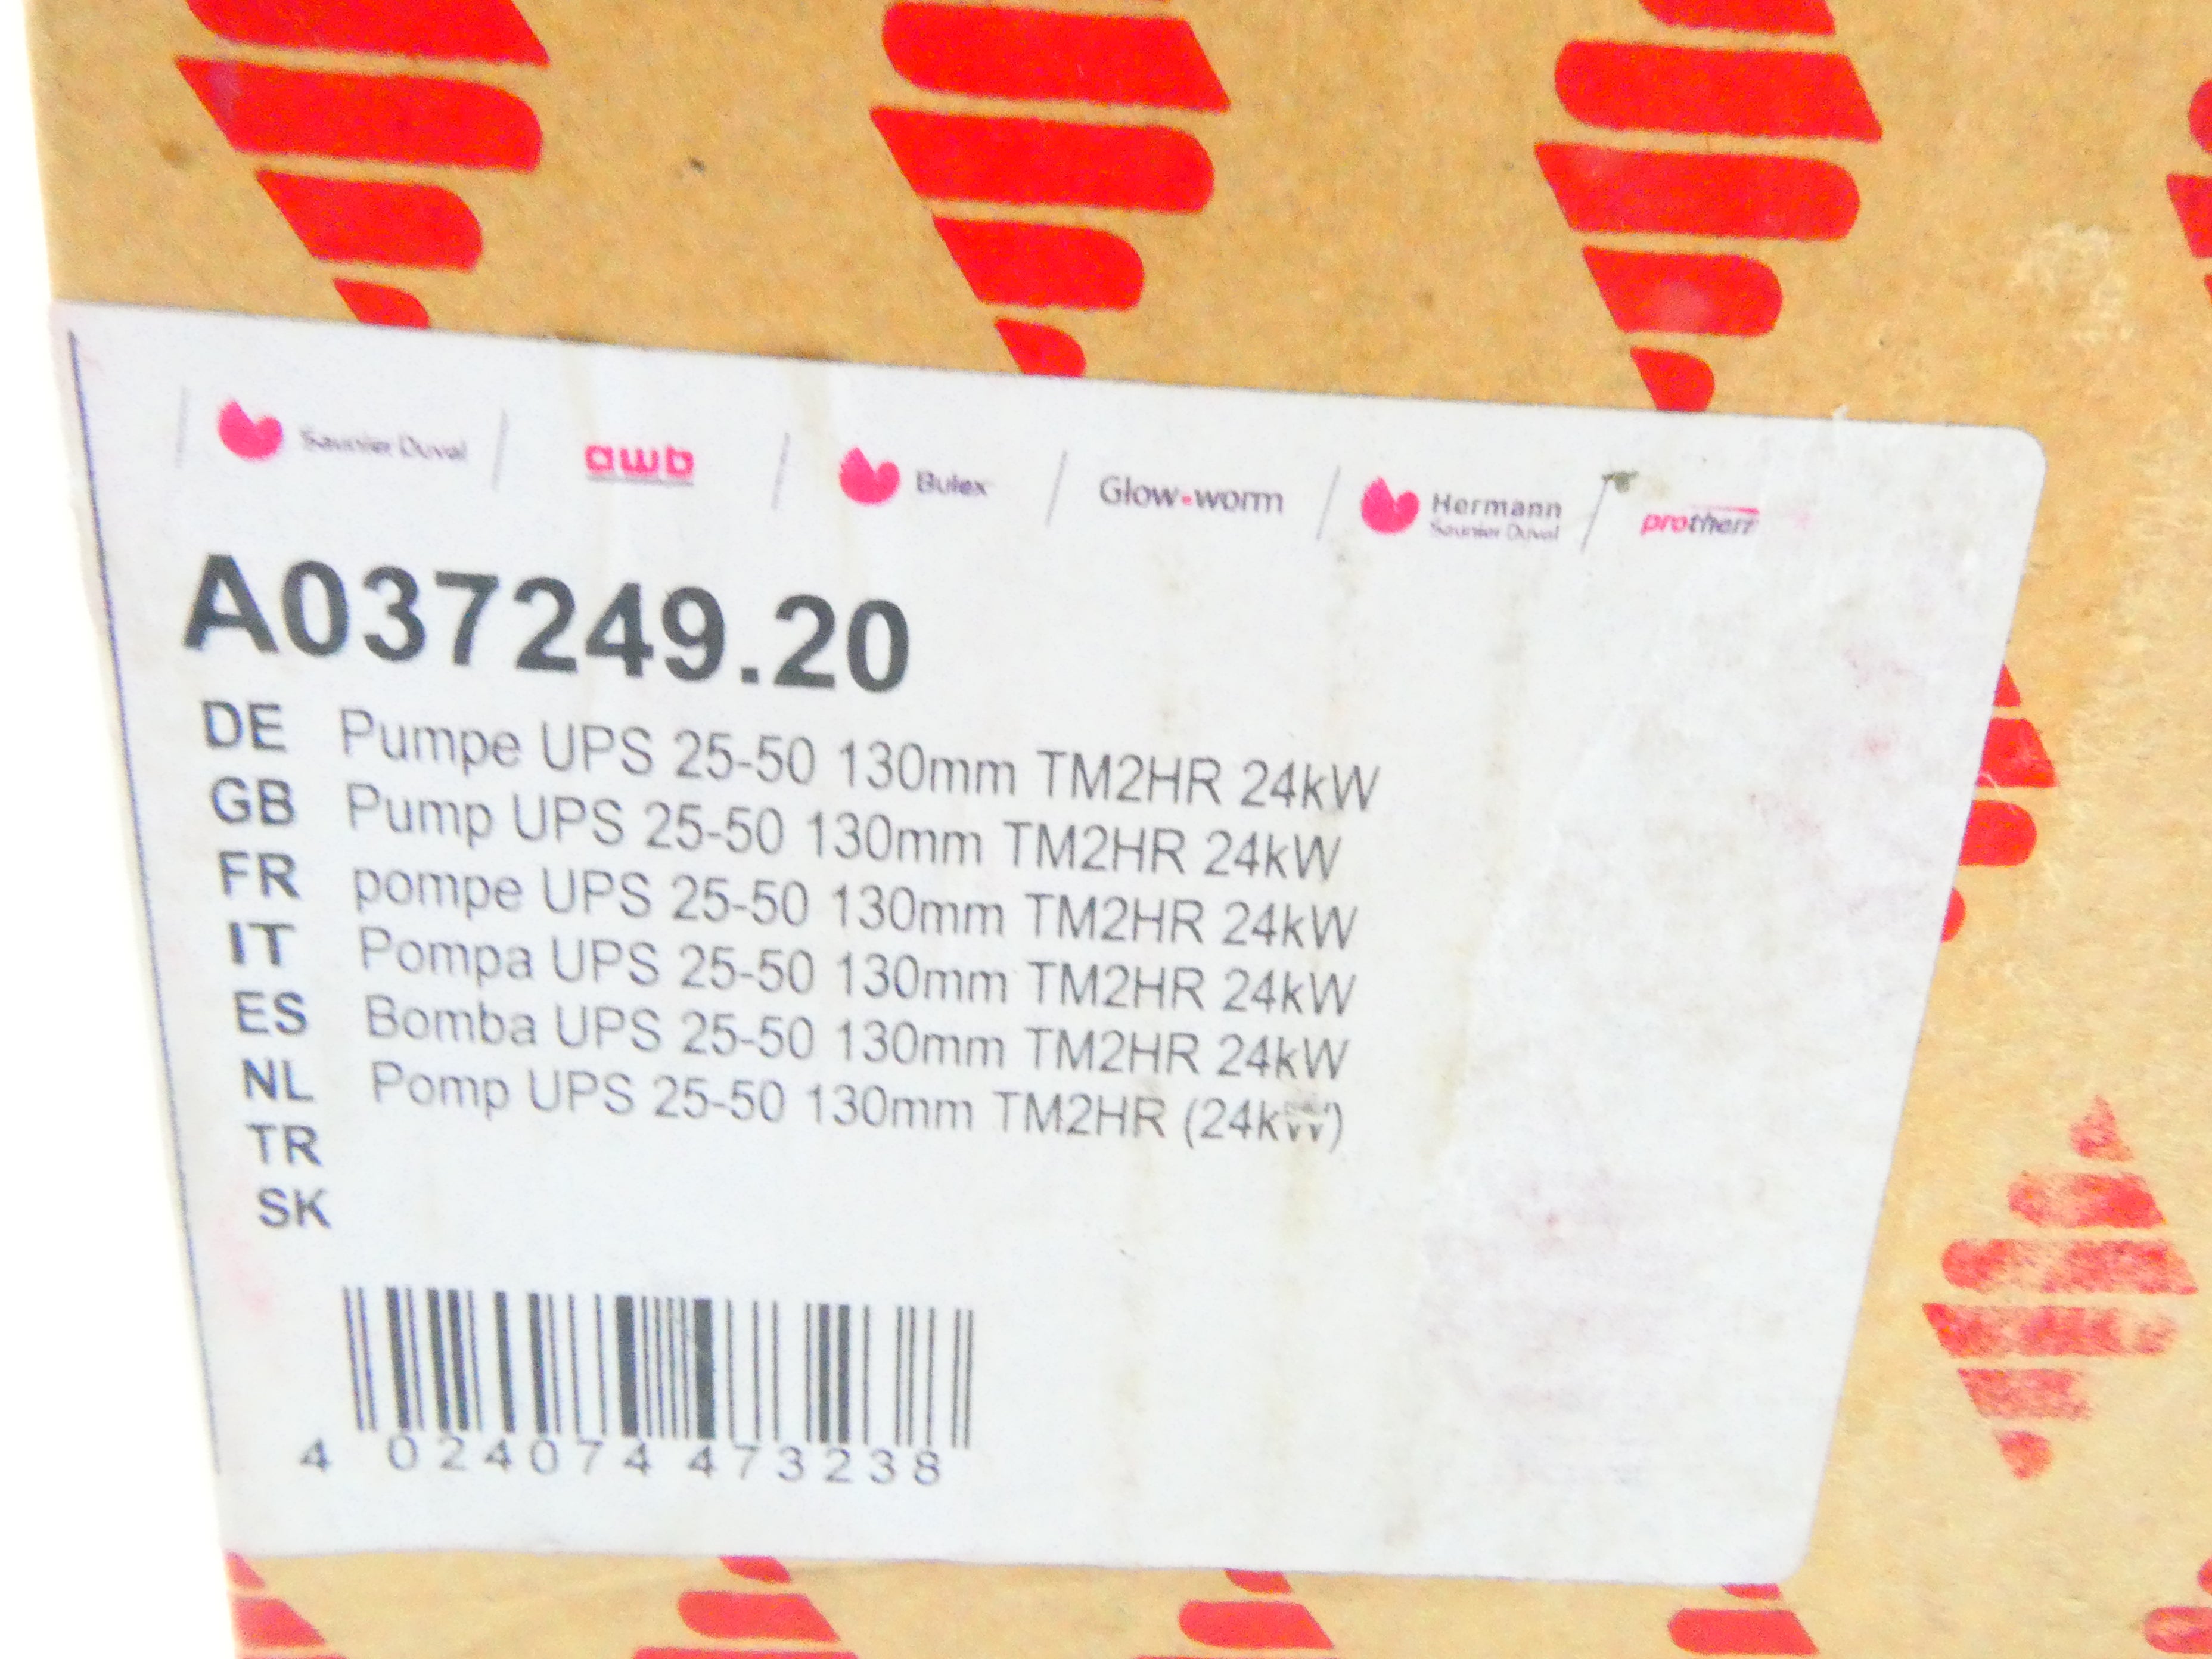 Saunier Duval awb Bulex Glow-worm Hermann Saunier Duval protherm
A037249.20
DE Pumpe UPS 25-50 130mm TM2HR 24kW
GB Pump UPS 25-50 130mm TM2HR 24kW
FR pompe UPS 25-50 130mm TM2HR 24kW
IT Pompa UPS 25-50 130mm TM2HR 24kW
ES Bomba UPS 25-50 130mm TM2HR 24kW
NL Pomp UPS 25-50 130mm TM2HR (24kW)
TR
SK
4 024074 473238